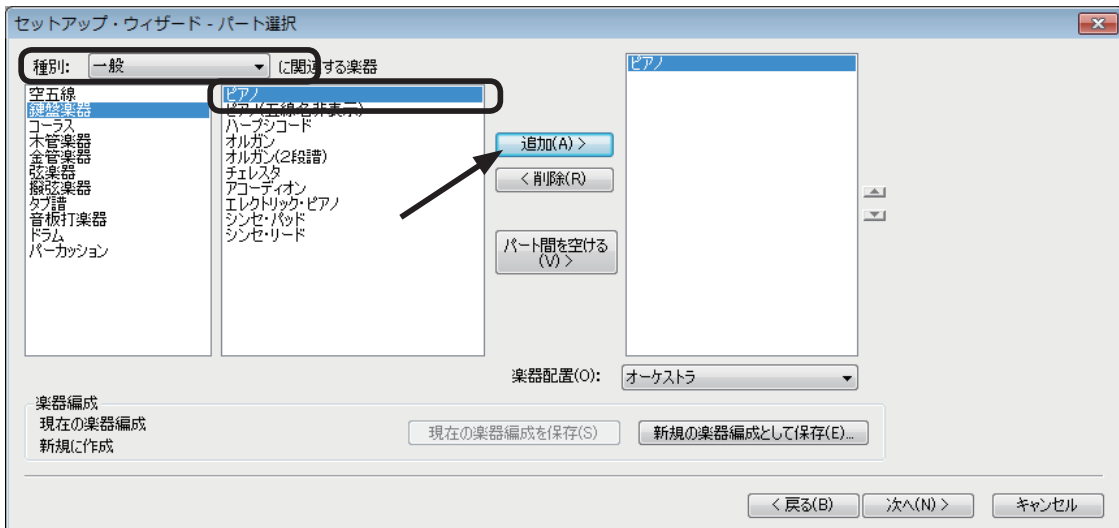 セットアップ・ウィザード - パート選択
種別: 一般 に関連する楽器
空五線
鍵盤楽器
コーラス
木管楽器
金管楽器
弦楽器
撥弦楽器
タブ譜
音板打楽器
ドラム
パーカッション
ピアノ
ピアノ(五線名非表示)
ハープシコード
オルガン
オルガン(2段譜)
チェレスタ
アコーディオン
エレクトリック・ピアノ
シンセ・パッド
シンセ・リード
追加(A) >
< 削除(R)
パート間を空ける
(V) >
ピアノ
楽器配置(O): オーケストラ
楽器編成
現在の楽器編成
新規に作成
現在の楽器編成を保存(S)
新規の楽器編成として保存(E)...
< 戻る(B)
次へ(N) >
キャンセル